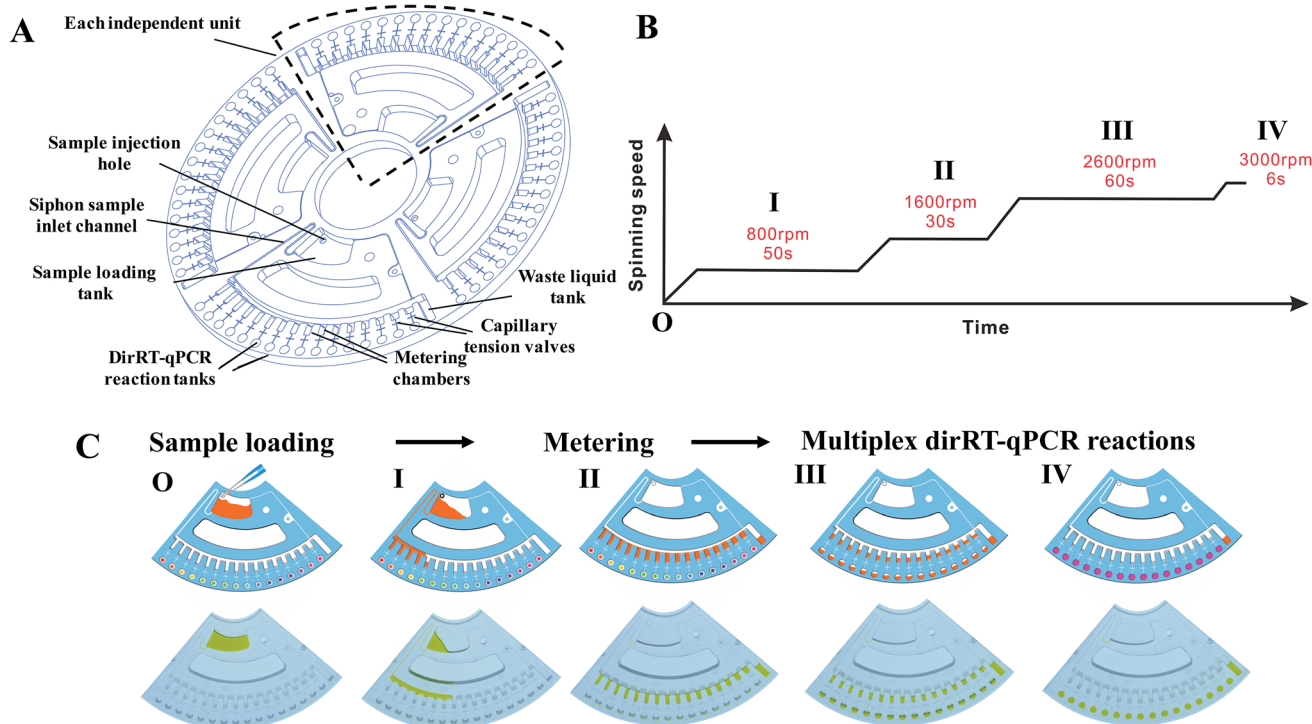 A
Each independent unit
Sample injection
hole
Siphon sample
inlet channel
Sample loading
tank
DirRT-qPCR
reaction tanks
Metering
chambers
Capillary
tension valves
Waste liquid
tank
B
Spinning speed
I
800rpm
50s
II
1600rpm
30s
III
2600rpm
60s
IV
3000rpm
6s
O
Time
C
Sample loading
Metering
Multiplex dirRT-qPCR reactions
O
I
II
III
IV